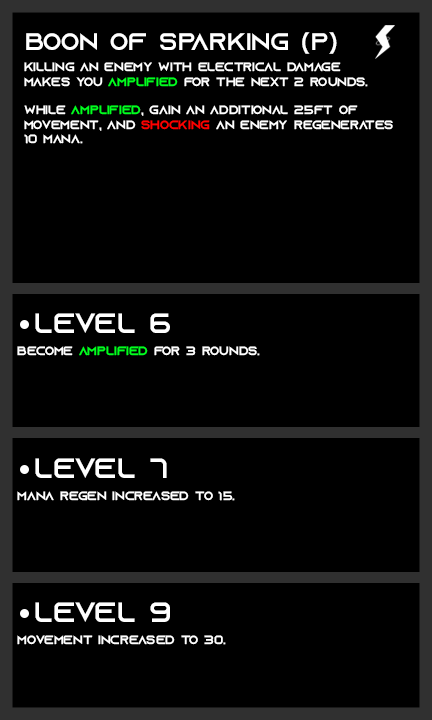 BOON OF SPARKING (P)
KILLING AN ENEMY WITH ELECTRICAL DAMAGE
MAKES YOU AMPLIFIED FOR THE NEXT 2 ROUNDS.
WHILE AMPLIFIED, GAIN AN ADDITIONAL 25FT OF
MOVEMENT, AND SHOCKING AN ENEMY REGENERATES
10 MANA.
•LEVEL 6
BECOME AMPLIFIED FOR 3 ROUNDS.
•LEVEL 7
MANA REGEN INCREASED TO 15.
•LEVEL 9
MOVEMENT INCREASED TO 30.